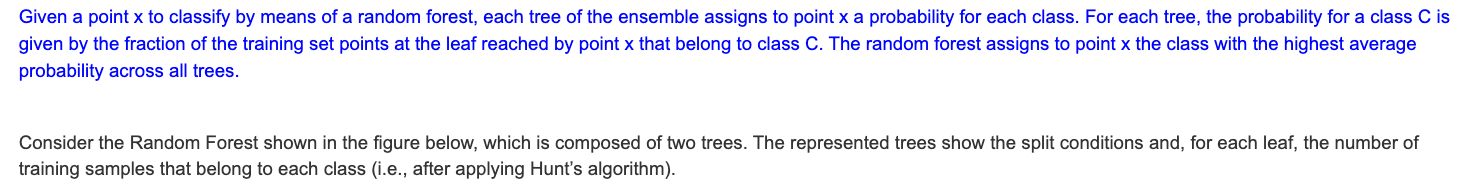 Given a point x to classify by means of a random forest, each tree of the ensemble assigns to point x a probability for each class. For each tree, the probability for a class C is
given by the fraction of the training set points at the leaf reached by point x that belong to class C. The random forest assigns to point x the class with the highest average
probability across all trees.
Consider the Random Forest shown in the figure below, which is composed of two trees. The represented trees show the split conditions and, for each leaf, the number of
training samples that belong to each class (i.e., after applying Hunt's algorithm).